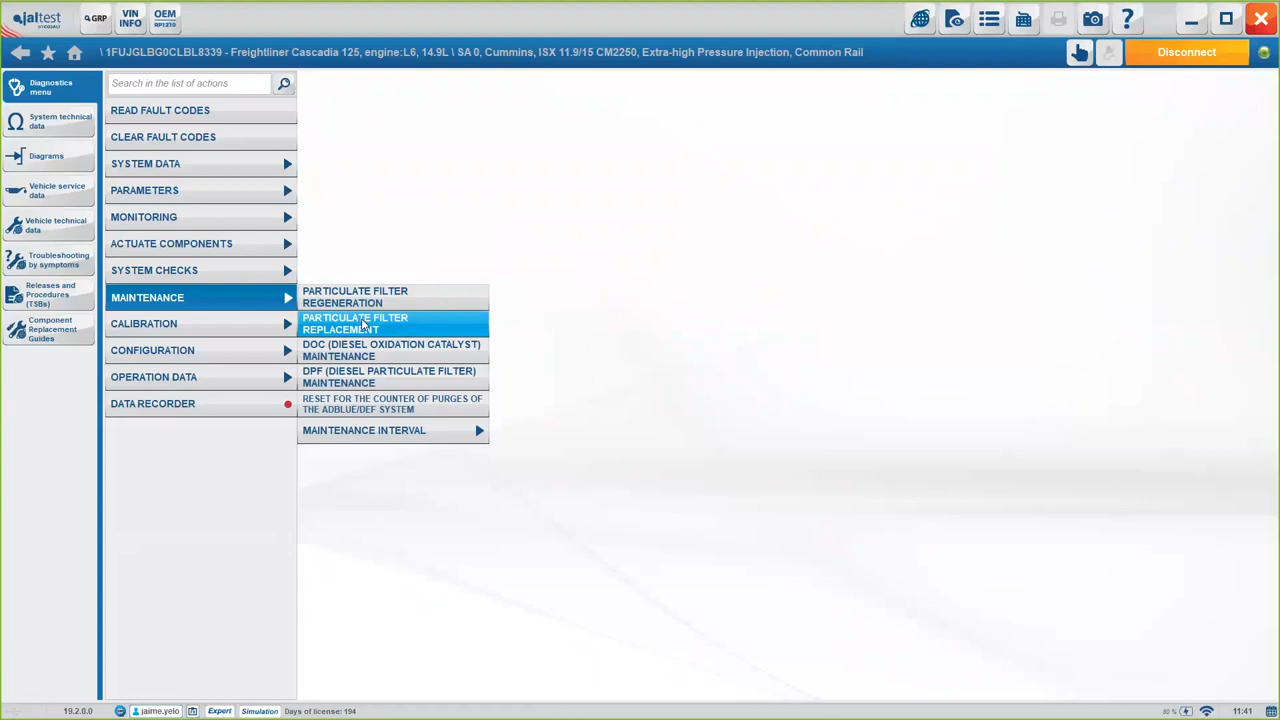 jaltest
GRP
VIN
INFO
OEM
RP1210
?
\ 1FUJGLBG0CLBL8339 - Freightliner Cascadia 125, engine:L6, 14.9L \ SA 0, Cummins, ISX 11.9/15 CM2250, Extra-high Pressure Injection, Common Rail
Disconnect
Diagnostics
menu
System technical
data
Diagrams
Vehicle service
data
Vehicle technical
data
Troubleshooting
by symptoms
Releases and
Procedures
(TSBs)
Component
Replacement
Guides
Search in the list of actions
READ FAULT CODES
CLEAR FAULT CODES
SYSTEM DATA
PARAMETERS
MONITORING
ACTUATE COMPONENTS
SYSTEM CHECKS
MAINTENANCE
CALIBRATION
CONFIGURATION
OPERATION DATA
DATA RECORDER
PARTICULATE FILTER
REGENERATION
PARTICULATE FILTER
REPLACEMENT
DOC (DIESEL OXIDATION CATALYST)
MAINTENANCE
DPF (DIESEL PARTICULATE FILTER)
MAINTENANCE
RESET FOR THE COUNTER OF PURGES OF
THE ADBLUE/DEF SYSTEM
MAINTENANCE INTERVAL
19.2.0.0
jaime.yelo
Expert
Simulation
Days of license: 194
11:41